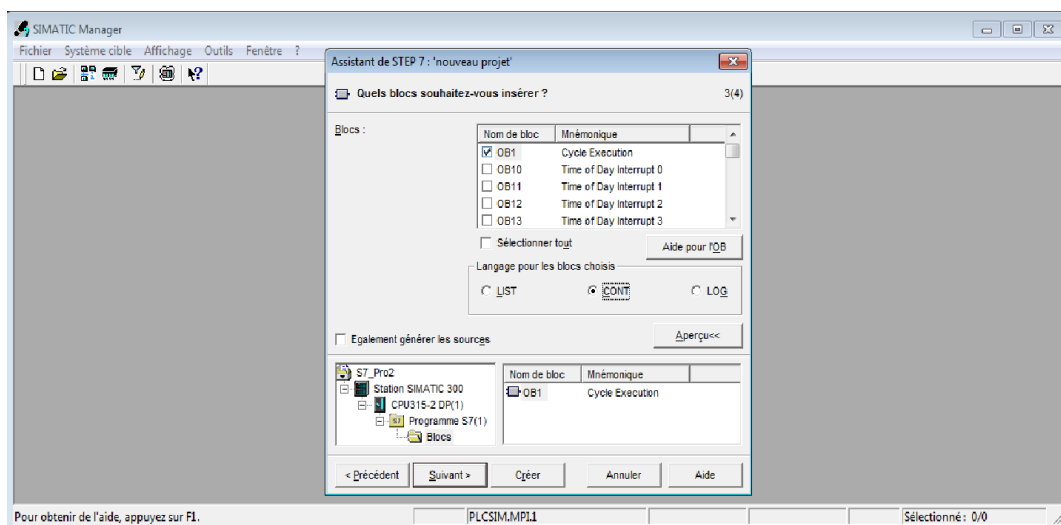 SIMATIC Manager
Fichier Système cible Affichage Outils Fenêtre ?
Assistant de STEP 7 : 'nouveau projet'
Quels blocs souhaitez-vous insérer ? 3(4)
Blocs :
Nom de bloc Mnémonique
OB1 Cycle Execution
OB10 Time of Day Interrupt 0
OB11 Time of Day Interrupt 1
OB12 Time of Day Interrupt 2
OB13 Time of Day Interrupt 3
Sélectionner tout
Aide pour l'OB
Langage pour les blocs choisis
LIST CONT LOG
Egalement générer les sources
Aperçu<<
S7_Pro2
Station SIMATIC 300
CPU315-2 DP(1)
Programme S7(1)
Blocs
Nom de bloc Mnémonique
OB1 Cycle Execution
< Précédent Suivant > Créer Annuler Aide
Pour obtenir de l'aide, appuyez sur F1. PLCSIM.MPI.1 Sélectionné : 0/0